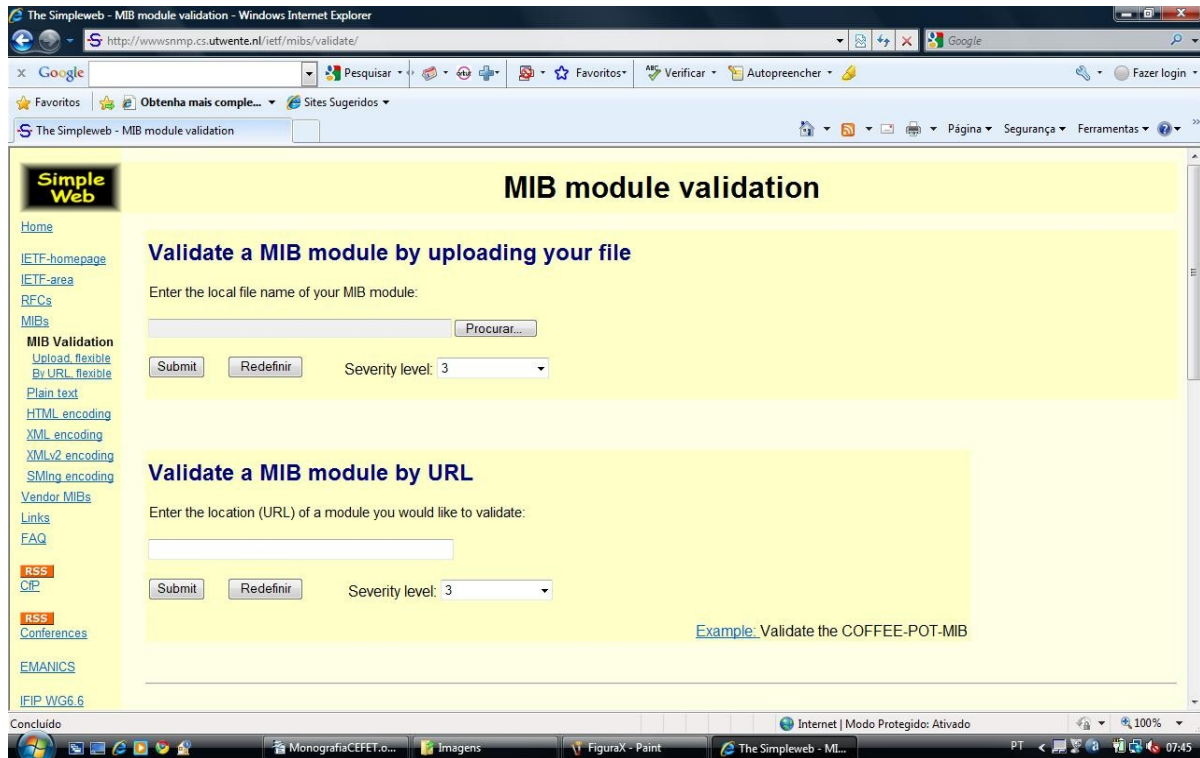 The Simpleweb - MIB module validation - Windows Internet Explorer
http://wwwsnmp.cs.utwente.nl/ietf/mibs/validate/
Google
x Google
Pesquisar
Favoritos
Verificar
Autopreencher
Fazer login
Favoritos
Obtenha mais comple...
Sites Sugeridos
The Simpleweb - MIB module validation
Página
Segurança
Ferramentas
Simple
Web
MIB module validation
Home
IETF-homepage
IETF-area
RFCs
MIBs
MIB Validation
Upload, flexible
By URL, flexible
Plain text
HTML encoding
XML encoding
XMLv2 encoding
SMIng encoding
Vendor MIBs
Links
FAQ
RSS
CfP
RSS
Conferences
EMANICS
IFIP WG6.6
Validate a MIB module by uploading your file
Enter the local file name of your MIB module:
Procurar...
Submit
Redefinir
Severity level: 3
Validate a MIB module by URL
Enter the location (URL) of a module you would like to validate:
Submit
Redefinir
Severity level: 3
Example: Validate the COFFEE-POT-MIB
Concluído
Internet | Modo Protegido: Ativado
100%
MonografiaCEFET.o...
Imagens
FiguraX - Paint
The Simpleweb - MI...
PT
07:45